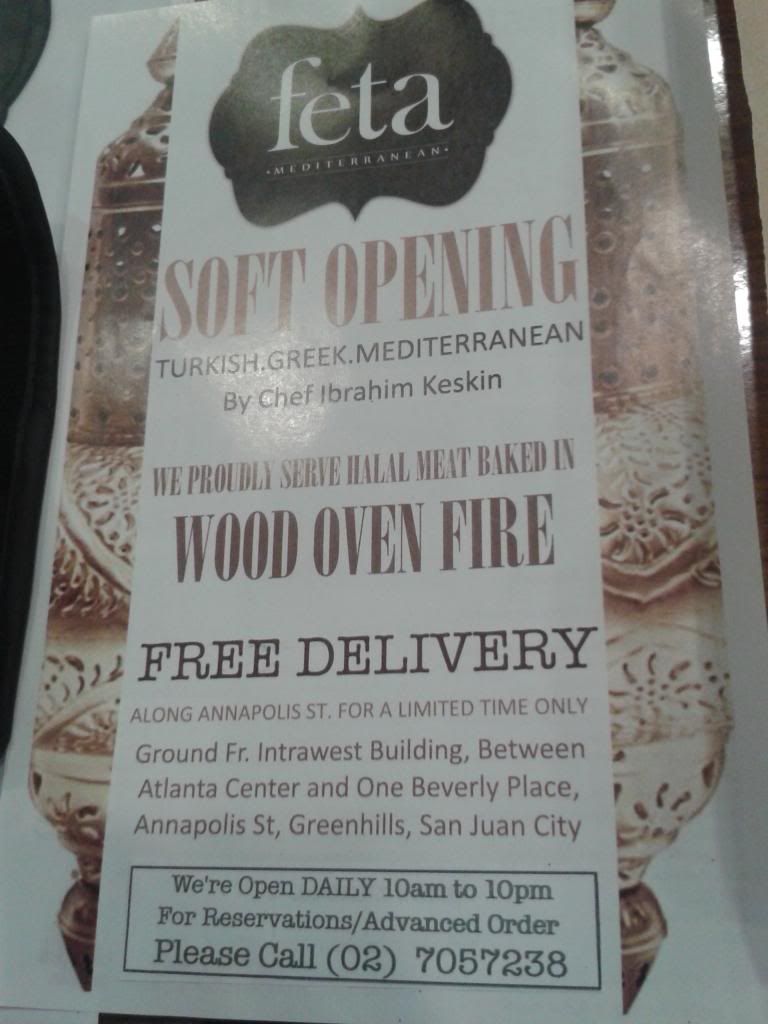 feta
·MEDITERRANEAN·
SOFT OPENING
TURKISH.GREEK.MEDITERRANEAN
By Chef Ibrahim Keskin
WE PROUDLY SERVE HALAL MEAT BAKED IN
WOOD OVEN FIRE
FREE DELIVERY
ALONG ANNAPOLIS ST. FOR A LIMITED TIME ONLY
Ground Fr. Intrawest Building, Between
Atlanta Center and One Beverly Place,
Annapolis St, Greenhills, San Juan City
We're Open DAILY 10am to 10pm
For Reservations/Advanced Order
Please Call (02) 7057238